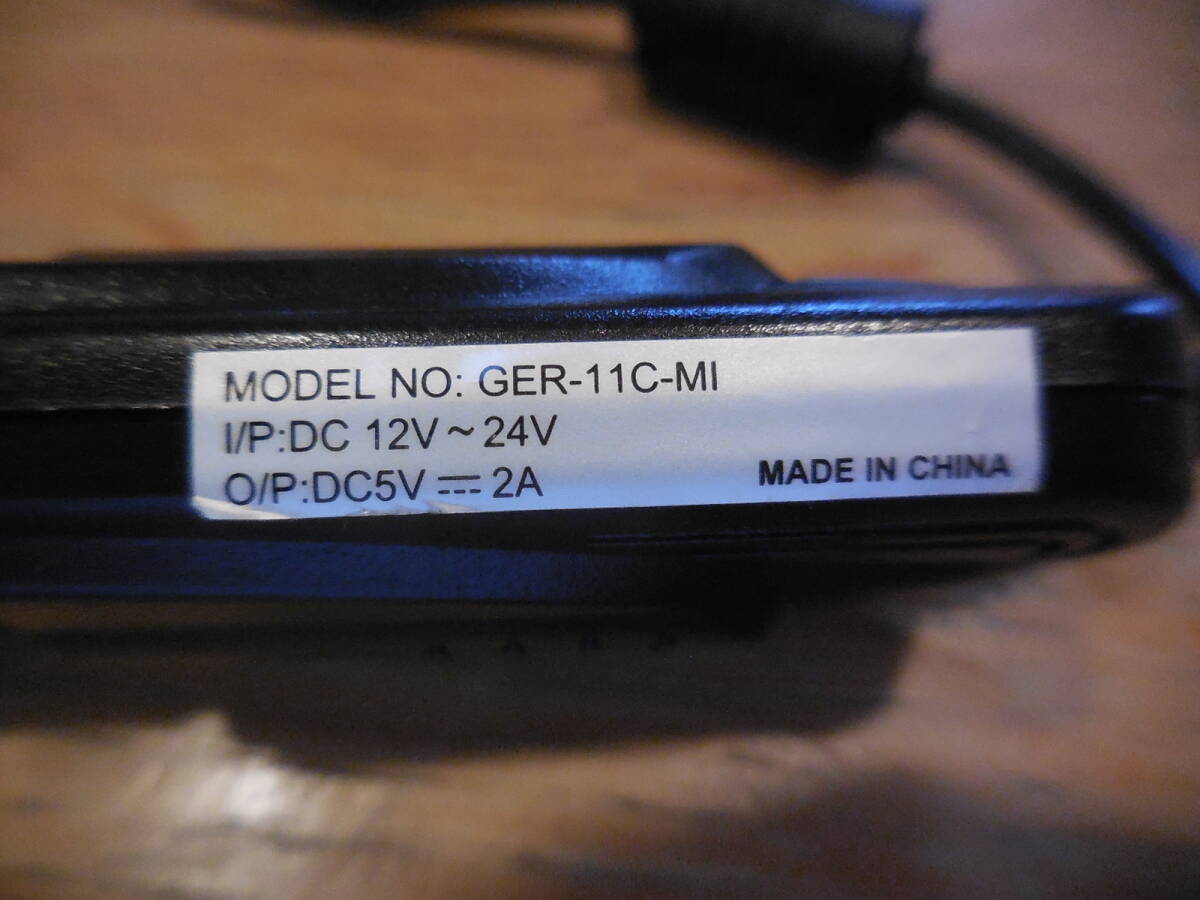 MODEL NO: GER-11C-MI
I/P:DC 12V~24V
O/P:DC5V⎓2A
MADE IN CHINA